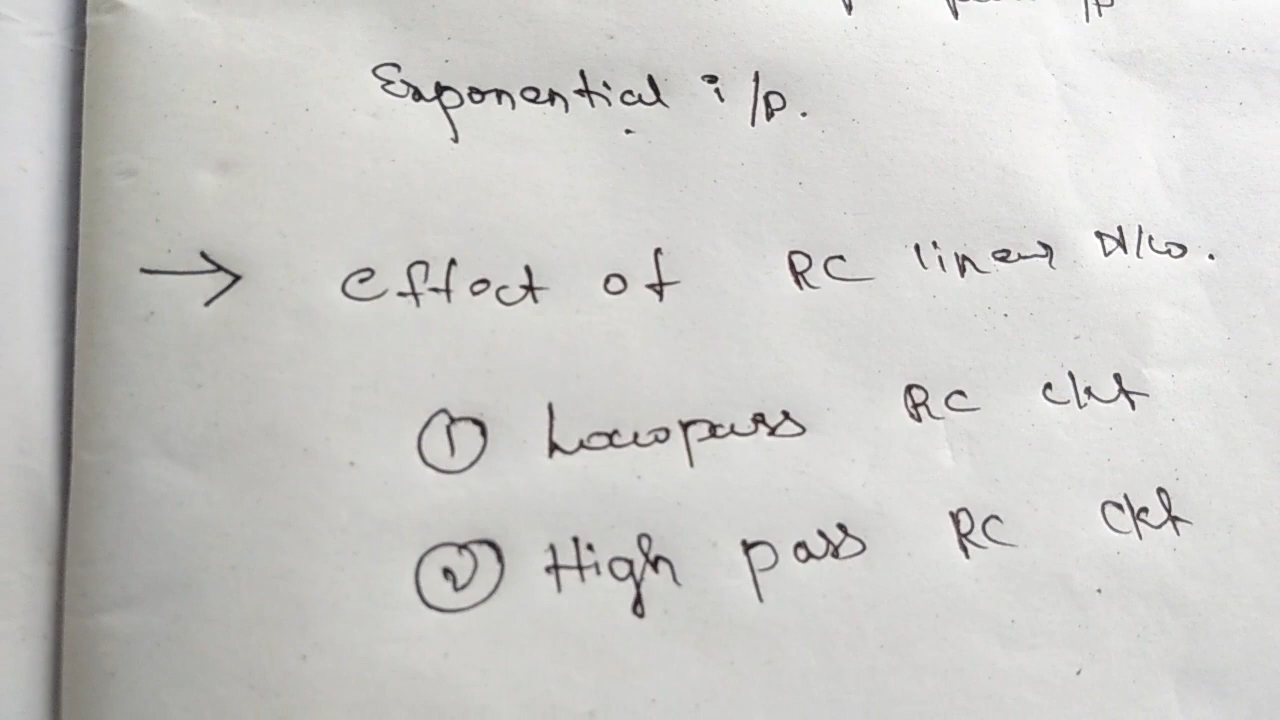 Exponential i/p.
→ effect of RC linear N/w.
① Lowpass RC ckt
② High pass RC ckt